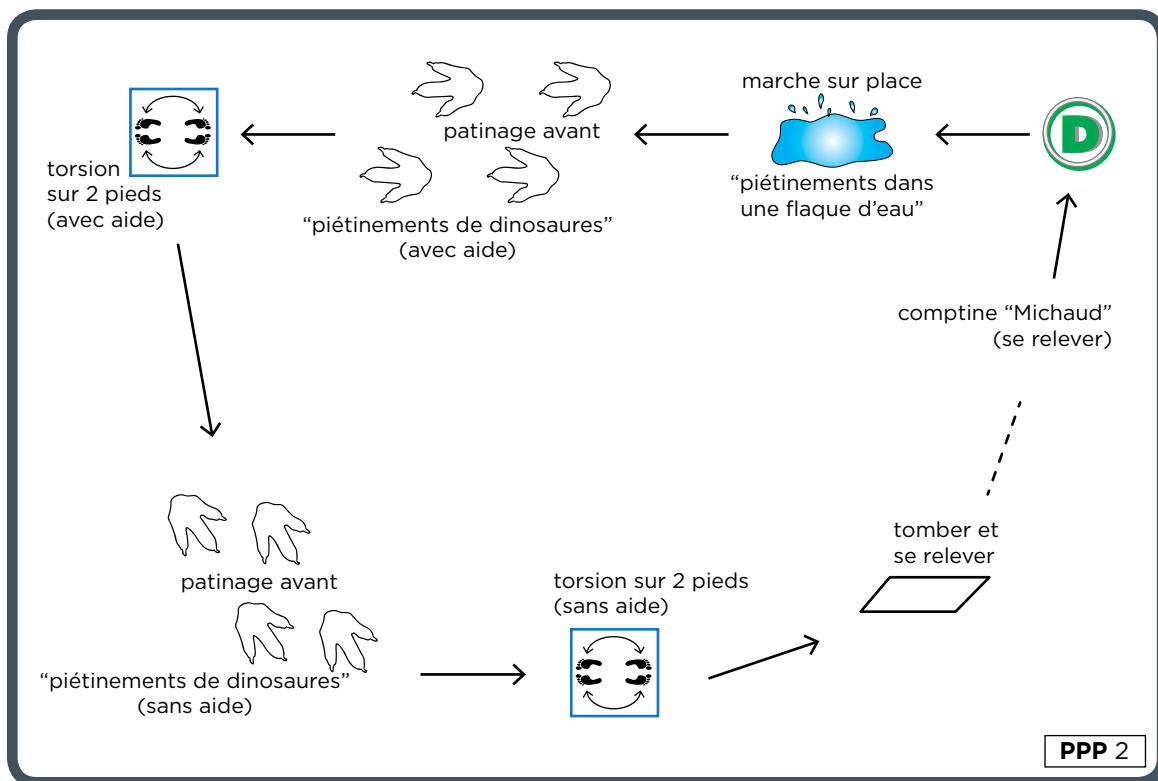 marche sur place
D
“piétinements dans
une flaque d’eau”
patinage avant
“piétinements de dinosaures”
(avec aide)
torsion
sur 2 pieds
(avec aide)
patinage avant
“piétinements de dinosaures”
(sans aide)
torsion sur 2 pieds
(sans aide)
tomber et
se relever
comptine “Michaud”
(se relever)
PPP 2